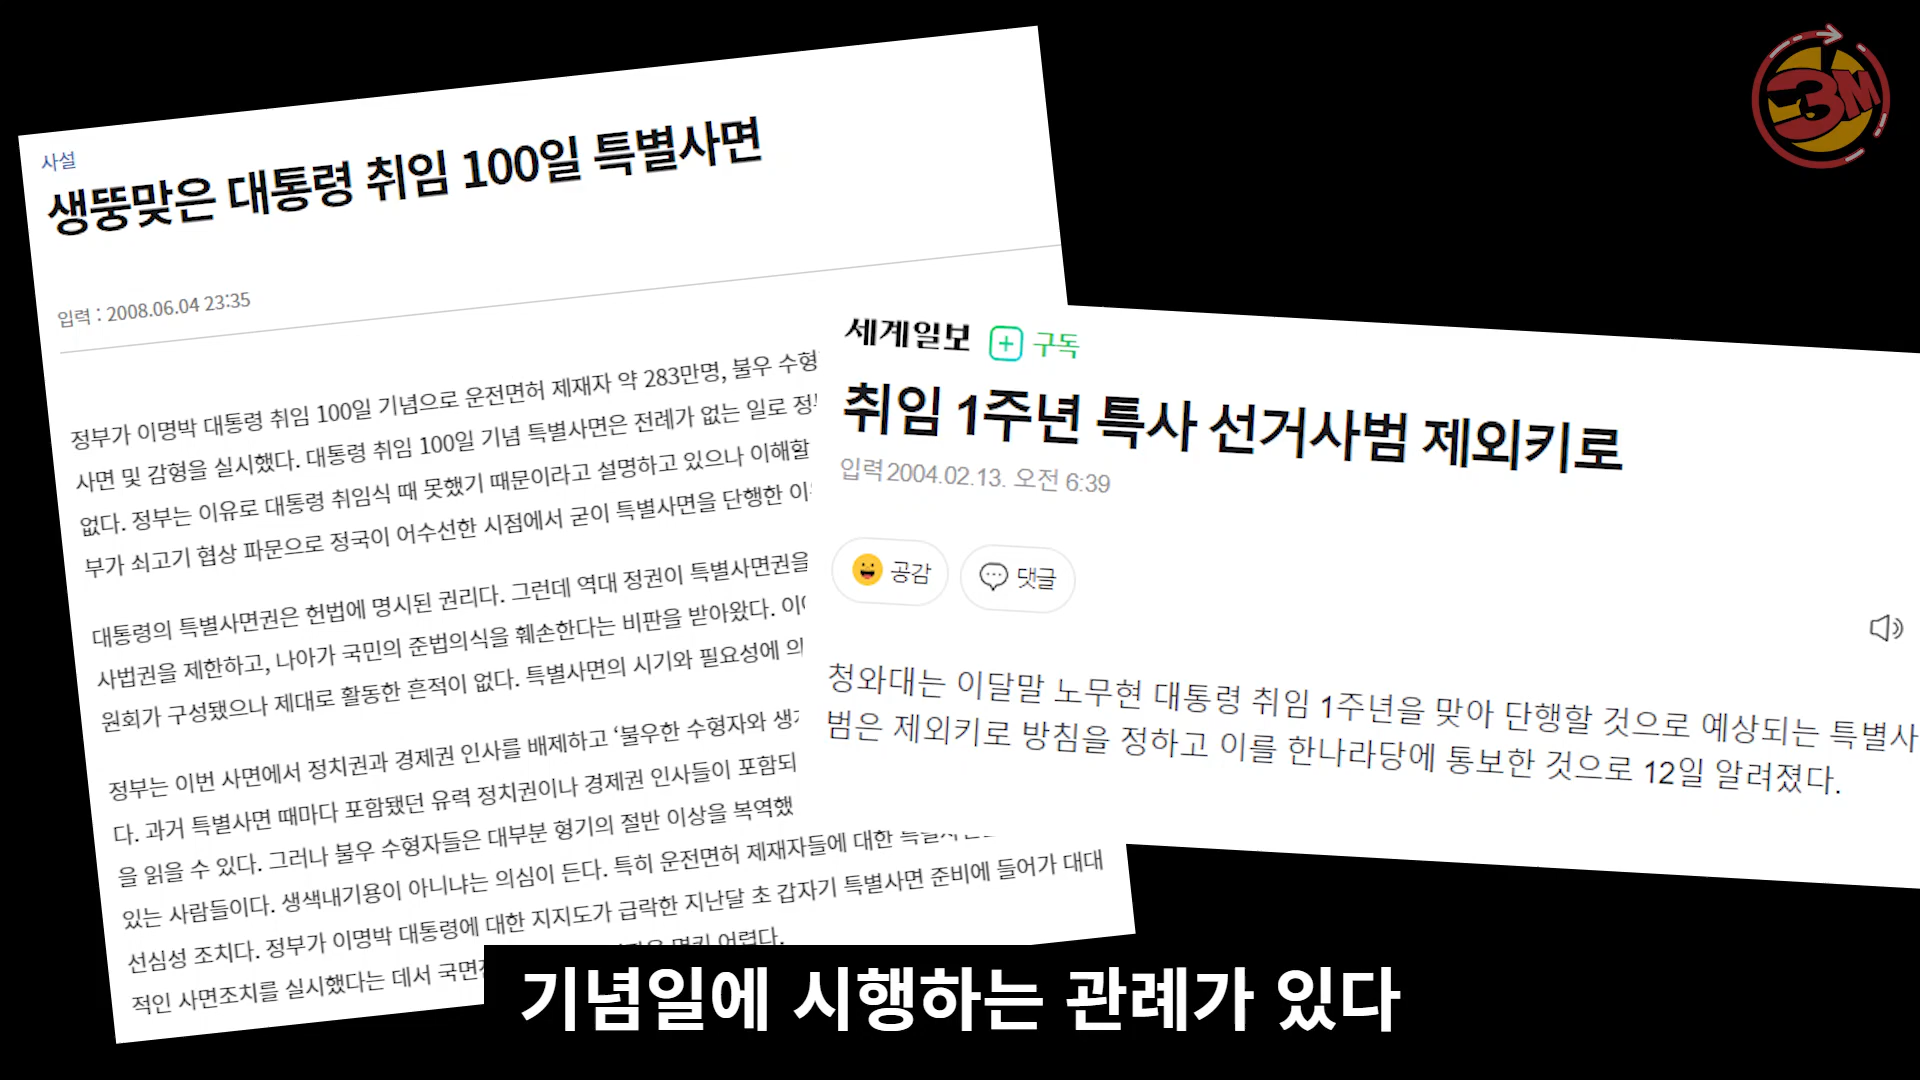 3M
사설
생뚱맞은 대통령 취임 100일 특별사면
입력 : 2008.06.04 23:35
정부가 이명박 대통령 취임 100일 기념으로 운전면허 제재자 약 283만명, 불우 수형
사면 및 감형을 실시했다. 대통령 취임 100일 기념 특별사면은 전례가 없는 일로
없다. 정부는 이유로 대통령 취임식 때 못했기 때문이라고 설명하고 있으나 이해할
부가 쇠고기 협상 파문으로 정국이 어수선한 시점에서 굳이 특별사면을 단행한
대통령의 특별사면권은 헌법에 명시된 권리다. 그런데 역대 정권이 특별사면권을
사법권을 제한하고, 나아가 국민의 준법의식을 훼손한다는 비판을 받아왔다.
원회가 구성됐으나 제대로 활동한 흔적이 없다. 특별사면의 시기와 필요성에
정부는 이번 사면에서 정치권과 경제권 인사를 배제하고 ‘불우한 수형자와
다. 과거 특별사면 때마다 포함됐던 유력 정치권이나 경제권 인사들이 포함되
을 읽을 수 있다. 그러나 불우 수형자들은 대부분 형기의 절반 이상을 복역했
있는 사람들이다. 생색내기용이 아니냐는 의심이 든다. 특히 운전면허 제재자들에 대한
선심성 조치다. 정부가 이명박 대통령에 대한 지지도가 급락한 지난달 초 갑자기 특별사면 준비에 들어가 대대
적인 사면조치를 실시했다는 데서 어렵다.
세계일보 + 구독
취임 1주년 특사 선거사범 제외키로
입력 2004.02.13. 오전 6:39
공감 댓글
청와대는 이달말 노무현 대통령 취임 1주년을 맞아 단행할 것으로 예상되는 특별사
범은 제외키로 방침을 정하고 이를 한나라당에 통보한 것으로 12일 알려졌다.
기념일에 시행하는 관례가 있다